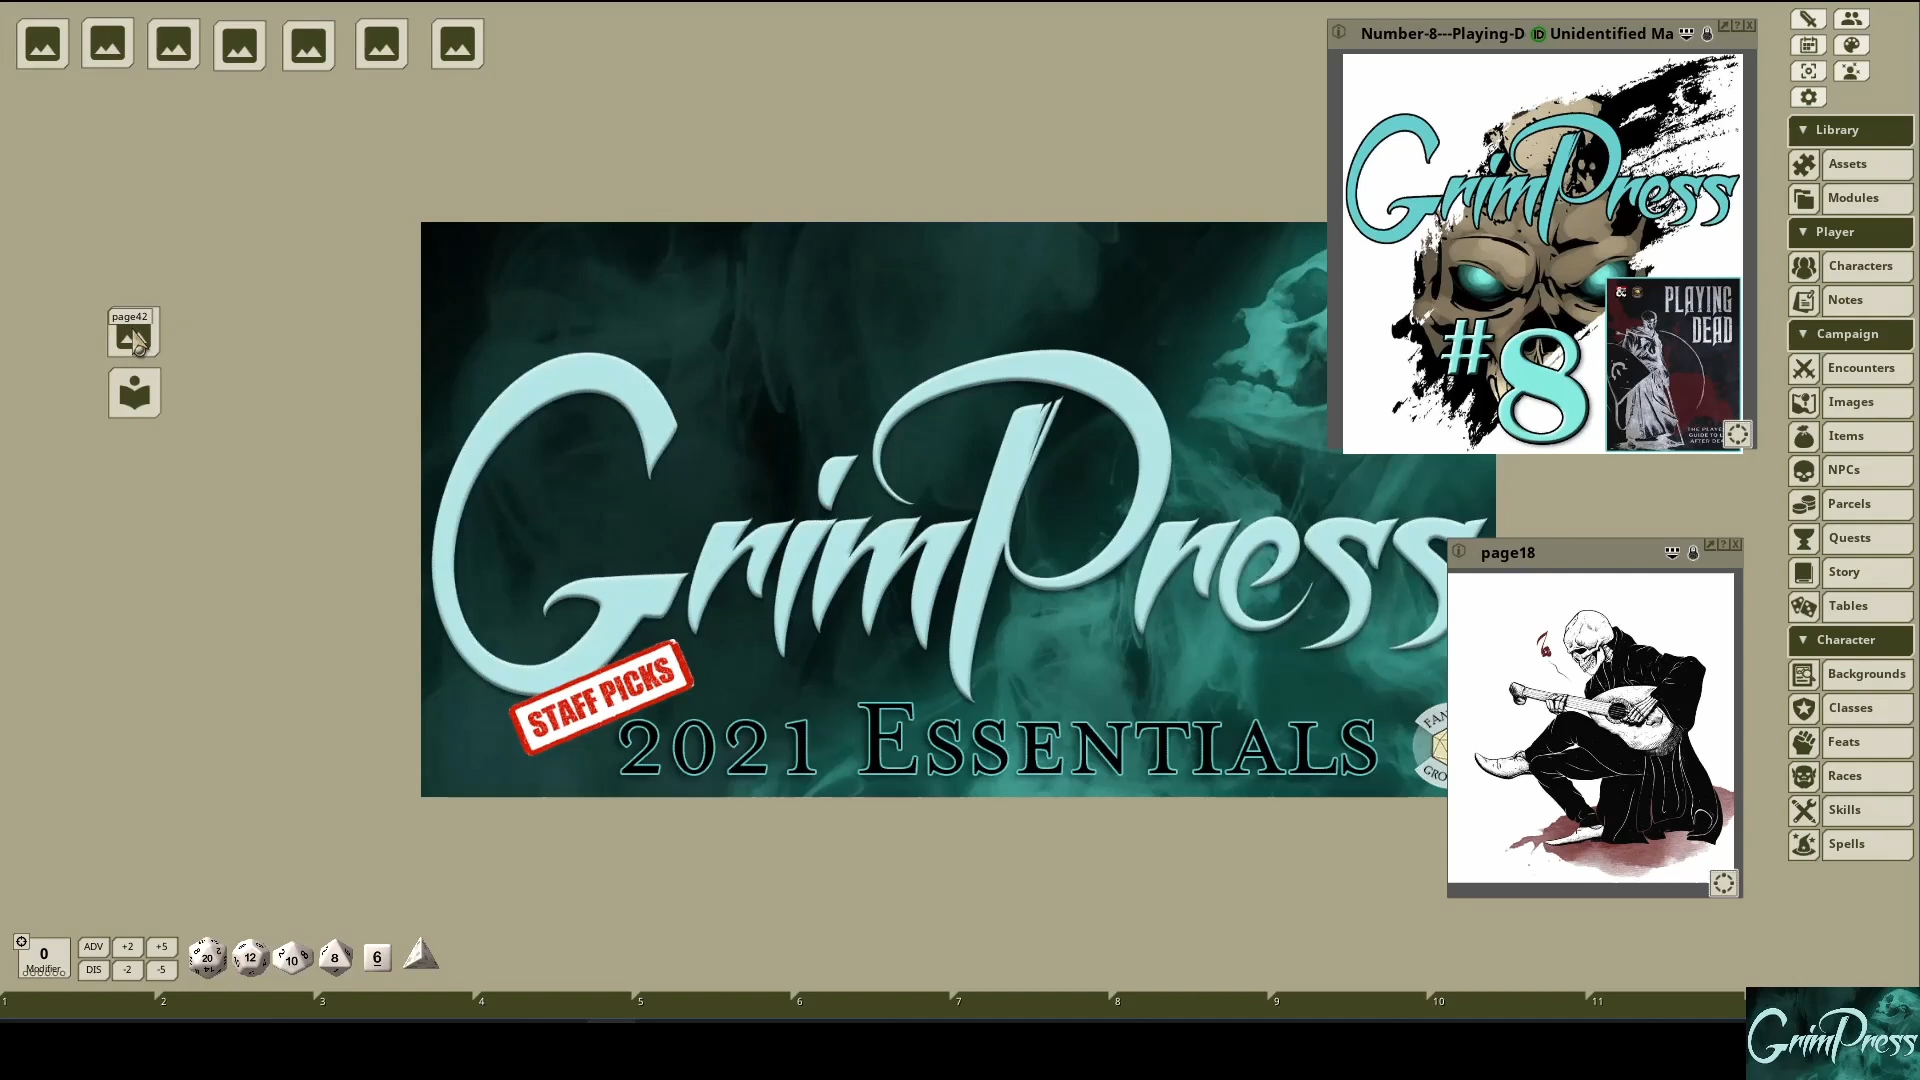 Number-8---Playing-D ID Unidentified Ma
GrimPress
#8
PLAYING
DEAD
page42
GrimPress
STAFF PICKS
2021 ESSENTIALS
page18
Library
Assets
Modules
Player
Characters
Notes
Campaign
Encounters
Images
Items
NPCs
Parcels
Quests
Story
Tables
Character
Backgrounds
Classes
Feats
Races
Skills
Spells
0
Modifier
ADV +2 +5
DIS -2 -5
20 12 10 8 6
1 2 3 4 5 6 7 8 9 10 11
GrimPress